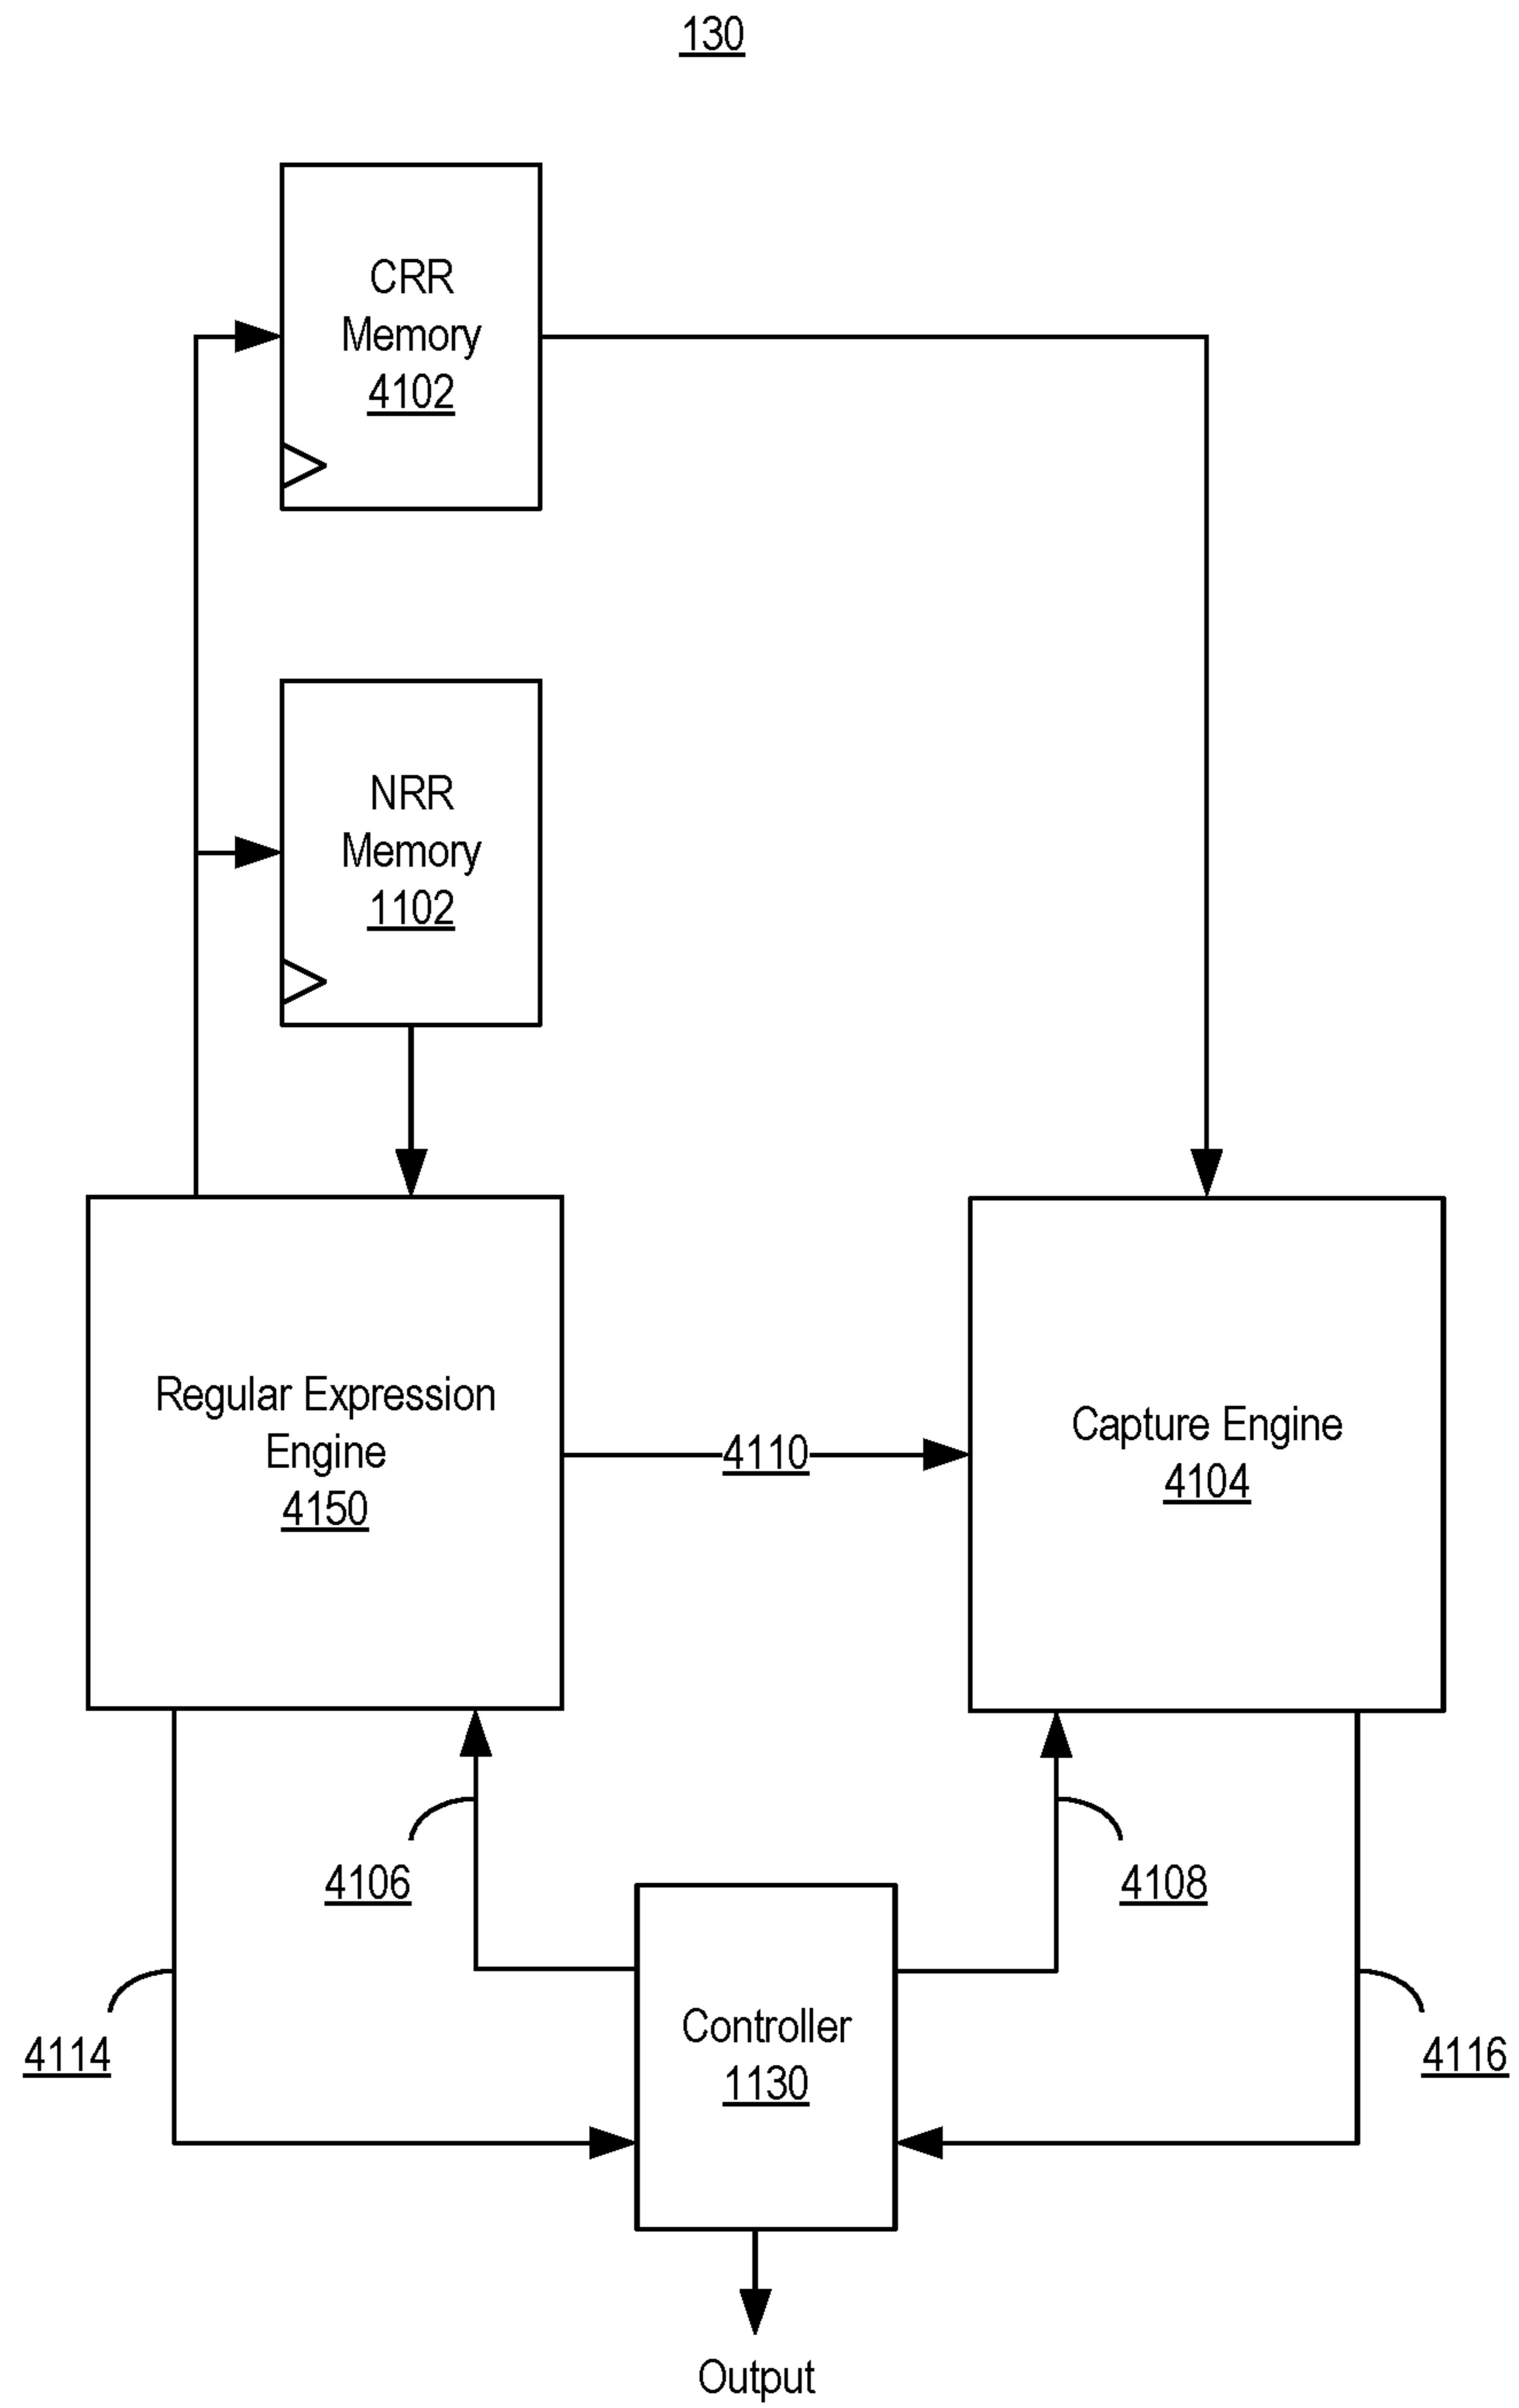 130
CRR
Memory
4102
NRR
Memory
1102
Regular Expression
Engine
4150
4110
Capture Engine
4104
4106
4108
Controller
1130
4114
4116
Output